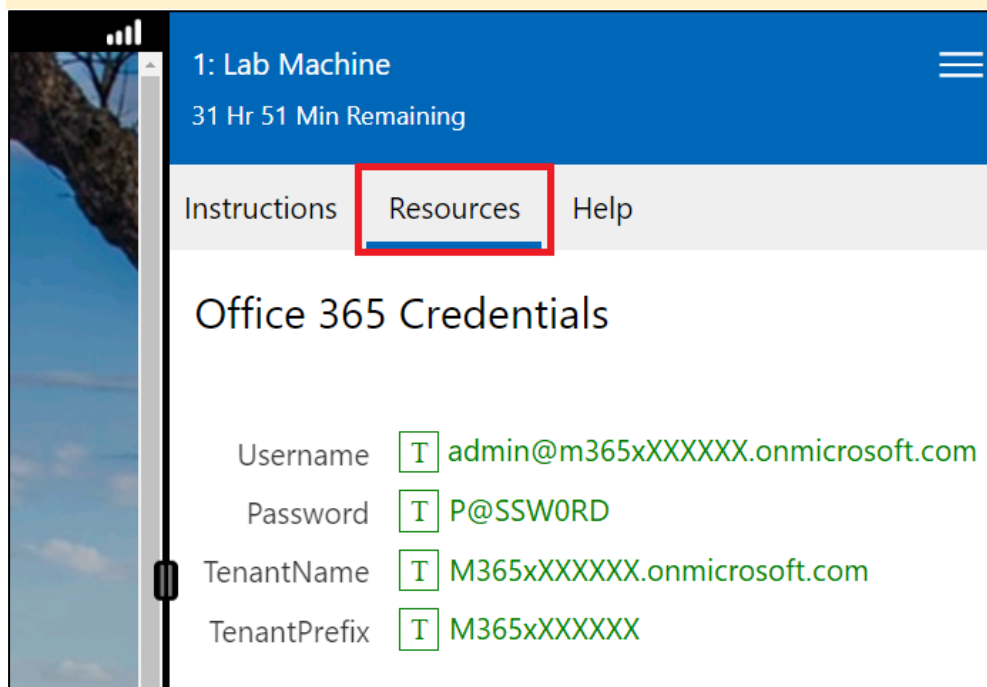 1: Lab Machine
31 Hr 51 Min Remaining
Instructions Resources Help
Office 365 Credentials
Username T admin@m365xXXXXXX.onmicrosoft.com
Password T P@SSW0RD
TenantName T M365xXXXXXX.onmicrosoft.com
TenantPrefix T M365xXXXXXX